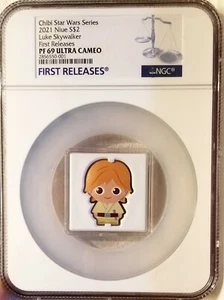 Chibi Star Wars Series
2021 Niue S$2
Luke Skywalker
First Releases
PF 69 ULTRA CAMEO
FIRST RELEASES
NGC